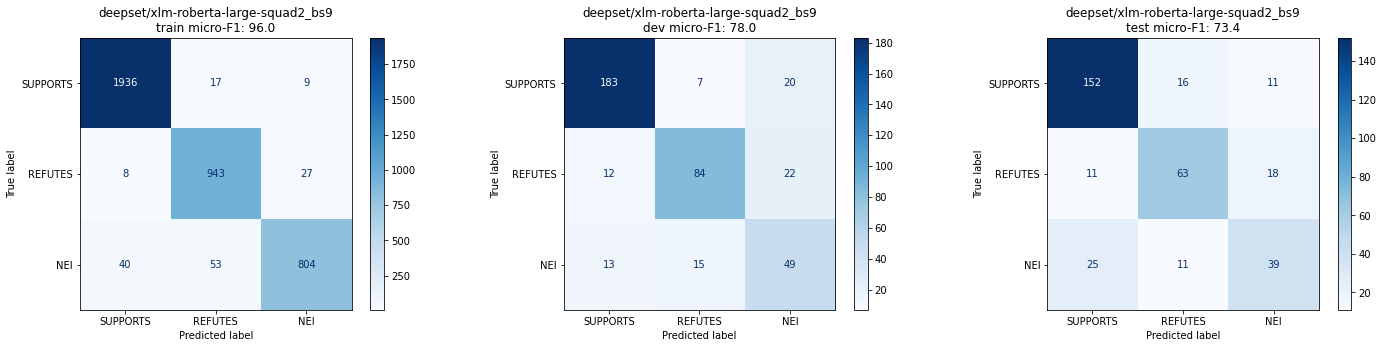 deepset/xlm-roberta-large-squad2_bs9
train micro-F1: 96.0
SUPPORTS 1936 17 9
REFUTES 8 943 27
NEI 40 53 804
SUPPORTS REFUTES NEI
Predicted label
True label
1750
1500
1250
1000
750
500
250
deepset/xlm-roberta-large-squad2_bs9
dev micro-F1: 78.0
SUPPORTS 183 7 20
REFUTES 12 84 22
NEI 13 15 49
SUPPORTS REFUTES NEI
Predicted label
True label
180
160
140
120
100
80
60
40
20
deepset/xlm-roberta-large-squad2_bs9
test micro-F1: 73.4
SUPPORTS 152 16 11
REFUTES 11 63 18
NEI 25 11 39
SUPPORTS REFUTES NEI
Predicted label
True label
140
120
100
80
60
40
20